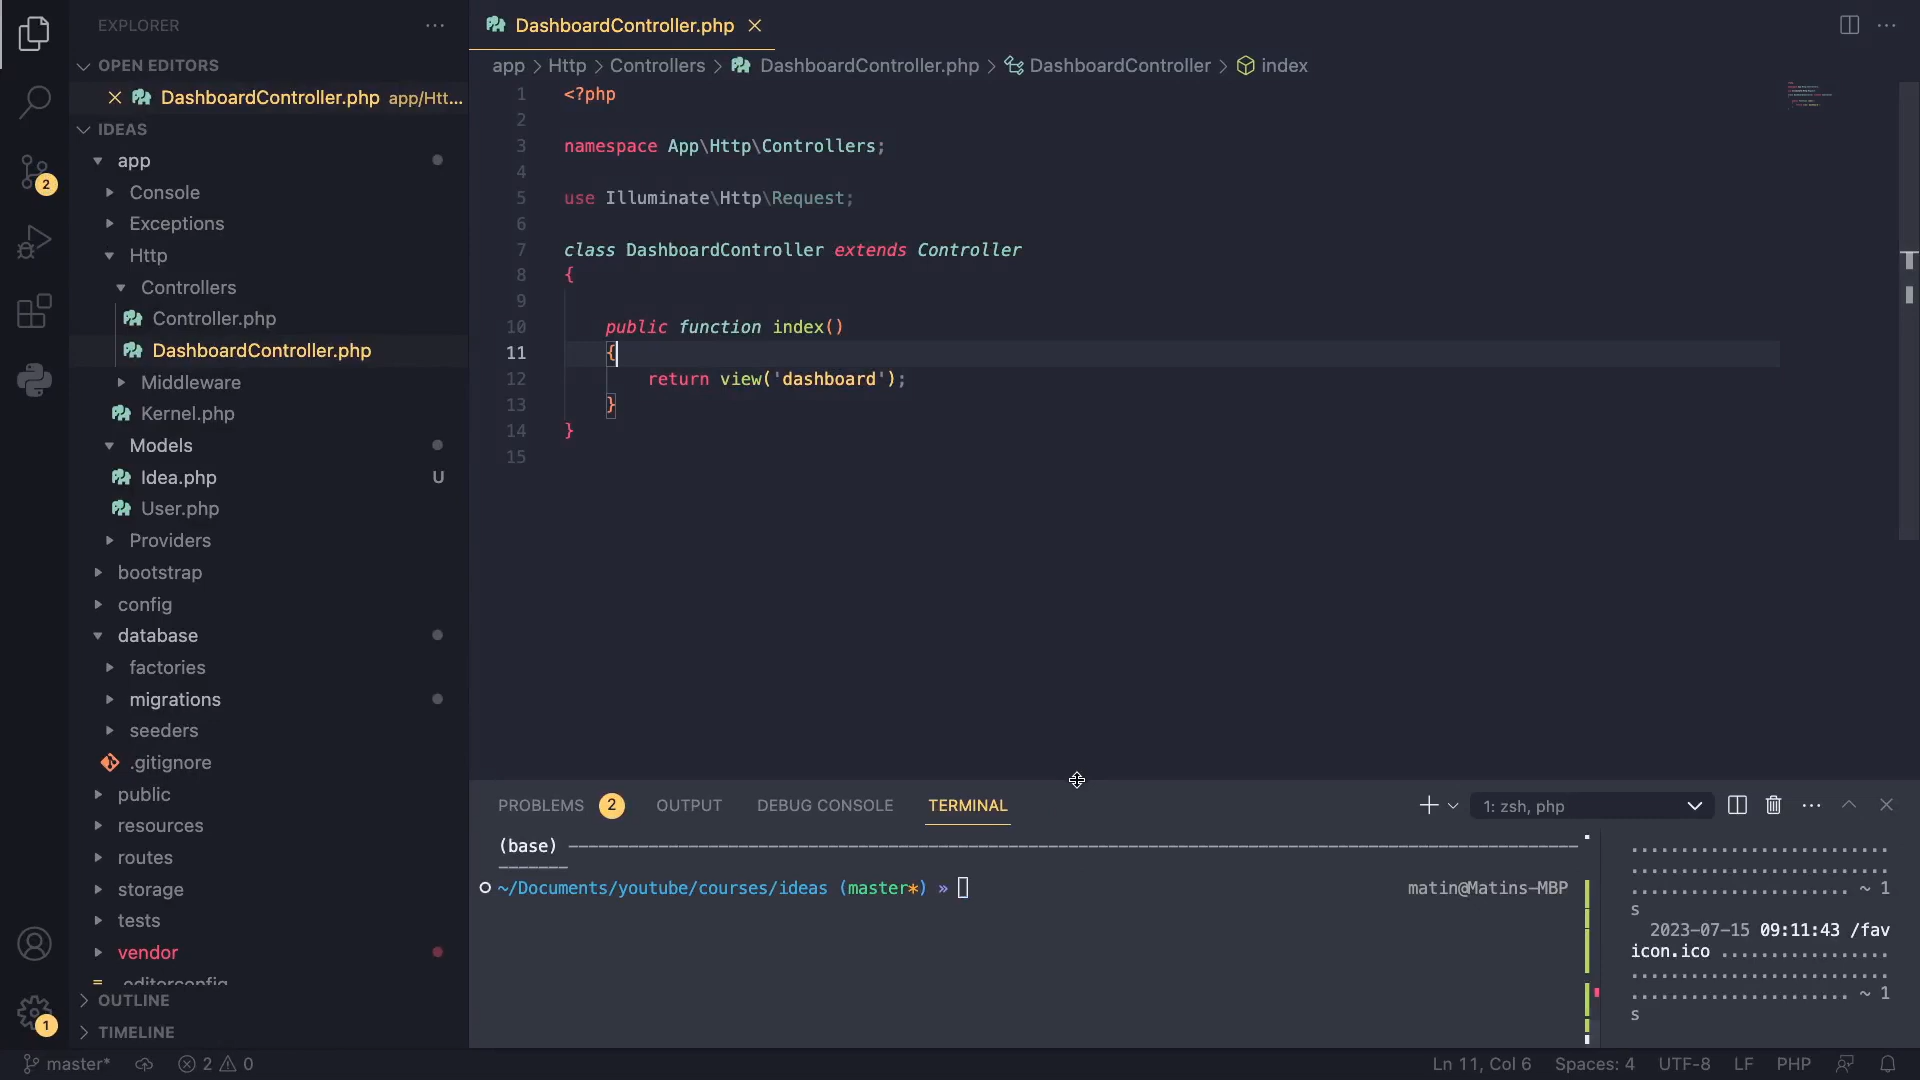 EXPLORER
OPEN EDITORS
DashboardController.php app/Htt...
IDEAS
app
Console
Exceptions
Http
Controllers
Controller.php
DashboardController.php
Middleware
Kernel.php
Models
Idea.php U
User.php
Providers
bootstrap
config
database
factories
migrations
seeders
.gitignore
public
resources
routes
storage
tests
vendor
.editorconfig
OUTLINE
TIMELINE
2
1
DashboardController.php
app > Http > Controllers > DashboardController.php > DashboardController > index
1 <?php
2
3 namespace App\Http\Controllers;
4
5 use Illuminate\Http\Request;
6
7 class DashboardController extends Controller
8 {
9
10 public function index()
11 {
12 return view('dashboard');
13 }
14 }
15
PROBLEMS 2 OUTPUT DEBUG CONSOLE TERMINAL
1: zsh, php
(base)
~/Documents/youtube/courses/ideas (master*) » matin@Matins-MBP
.........................
.........................
..................... ~ 1
s
2023-07-15 09:11:43 /fav
icon.ico .................
.........................
..................... ~ 1
s
master* 2 0 Ln 11, Col 6 Spaces: 4 UTF-8 LF PHP